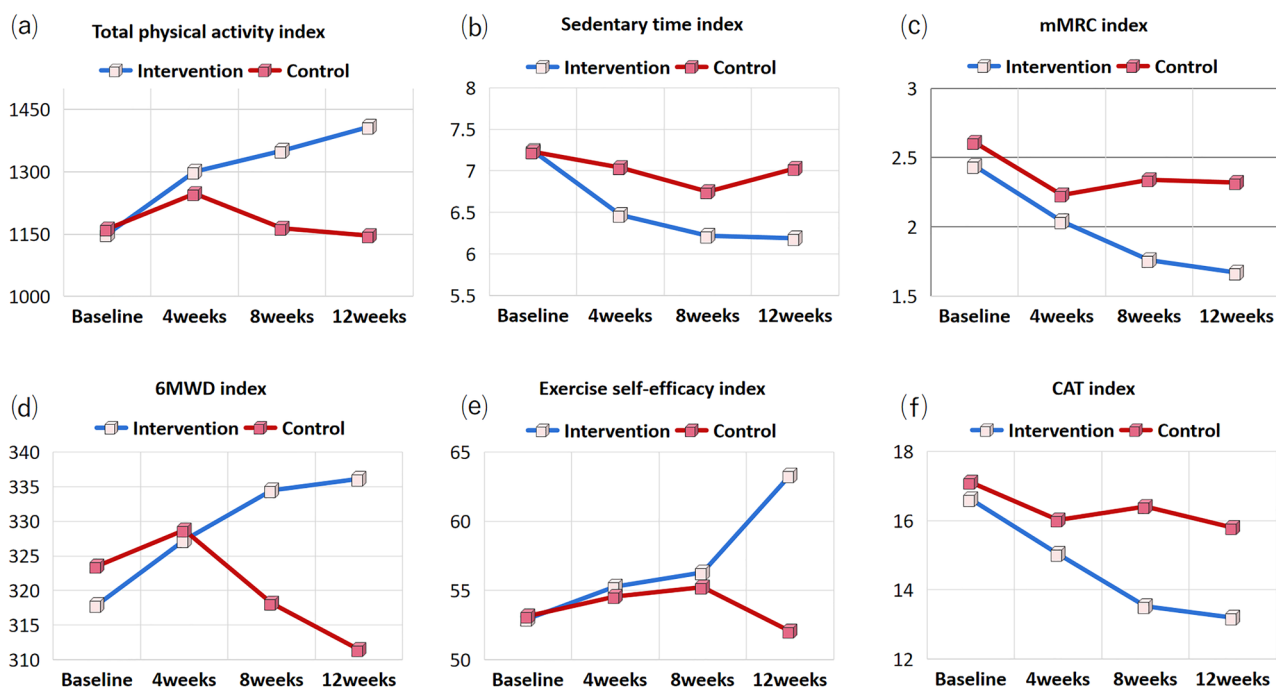 (a)
Total physical activity index
Intervention Control
1450
1300
1150
1000
Baseline 4weeks 8weeks 12weeks
(b)
Sedentary time index
Intervention Control
8
7.5
7
6.5
6
5.5
Baseline 4weeks 8weeks 12weeks
(c)
mMRC index
Intervention Control
3
2.5
2
1.5
Baseline 4weeks 8weeks 12weeks
(d)
6MWD index
Intervention Control
340
335
330
325
320
315
310
Baseline 4weeks 8weeks 12weeks
(e)
Exercise self-efficacy index
Intervention Control
65
60
55
50
Baseline 4weeks 8weeks 12weeks
(f)
CAT index
Intervention Control
18
16
14
12
Baseline 4weeks 8weeks 12weeks